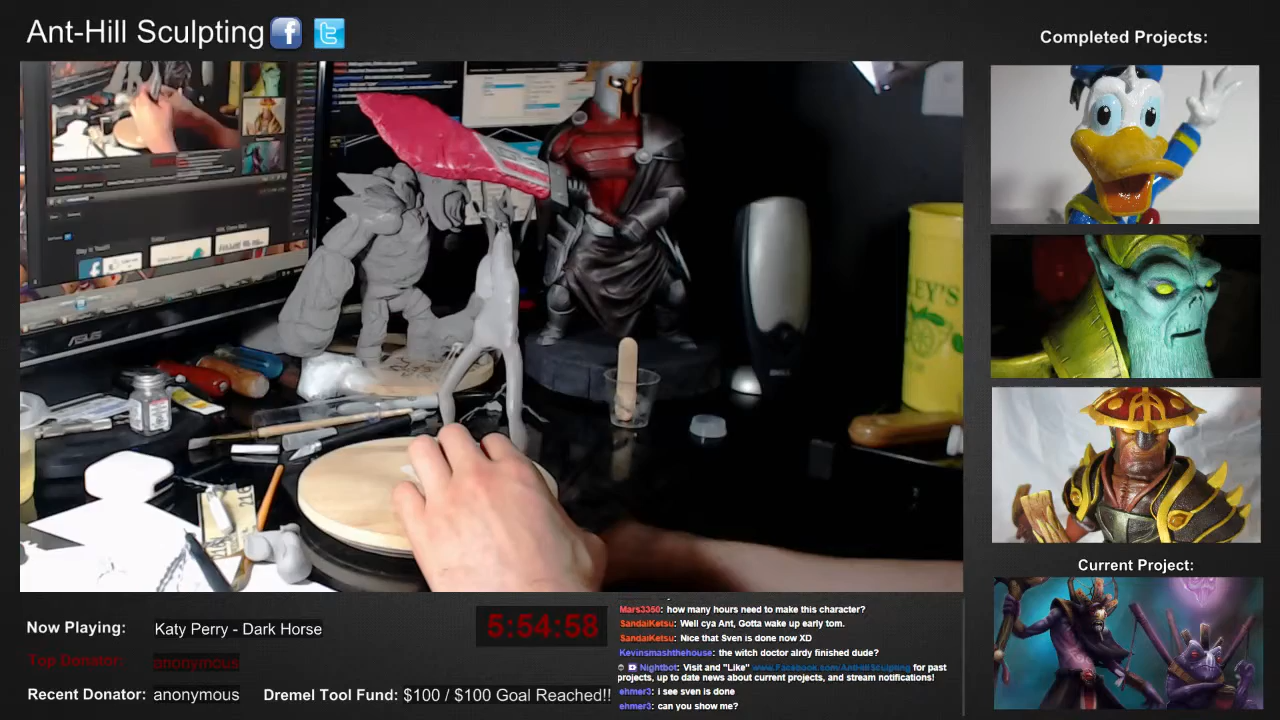 Ant-Hill Sculpting
Completed Projects:
ASUS
LEY'S
Current Project:
Now Playing: Katy Perry - Dark Horse
5:54:58
Top Donator: anonymous
Recent Donator: anonymous
Dremel Tool Fund: $100 / $100 Goal Reached!!
Mars3350: how many hours need to make this character?
SandaiKetsu: Well cya Ant, Gotta wake up early tom.
SandaiKetsu: Nice that Sven is done now XD
Kevinsmashthehouse: the witch doctor alrdy finished dude?
Nightbot: Visit and "Like" www.Facebook.com/AntHillSculpting for past
projects, up to date news about current projects, and stream notifications!
ehmer3: i see sven is done
ehmer3: can you show me?